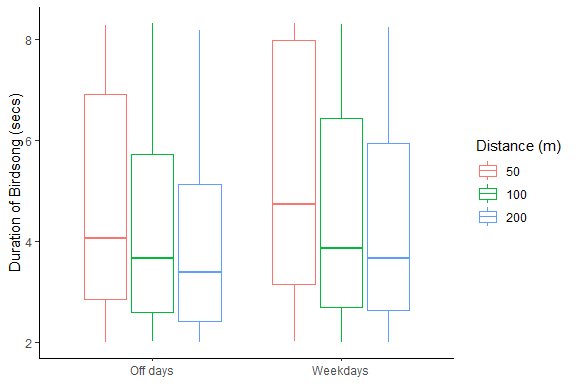 Duration of Birdsong (secs)
8
6
4
2
Off days
Weekdays
Distance (m)
50
100
200